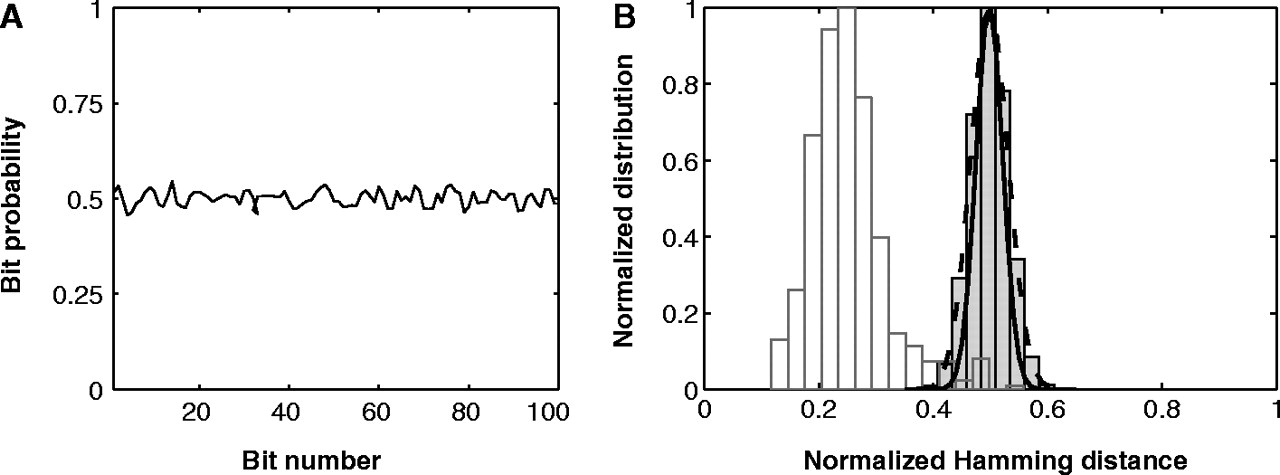 A
1
0.75
0.5
0.25
0
20 40 60 80 100
Bit probability
Bit number
B
1
0.8
0.6
0.4
0.2
0
0 0.2 0.4 0.6 0.8 1
Normalized distribution
Normalized Hamming distance